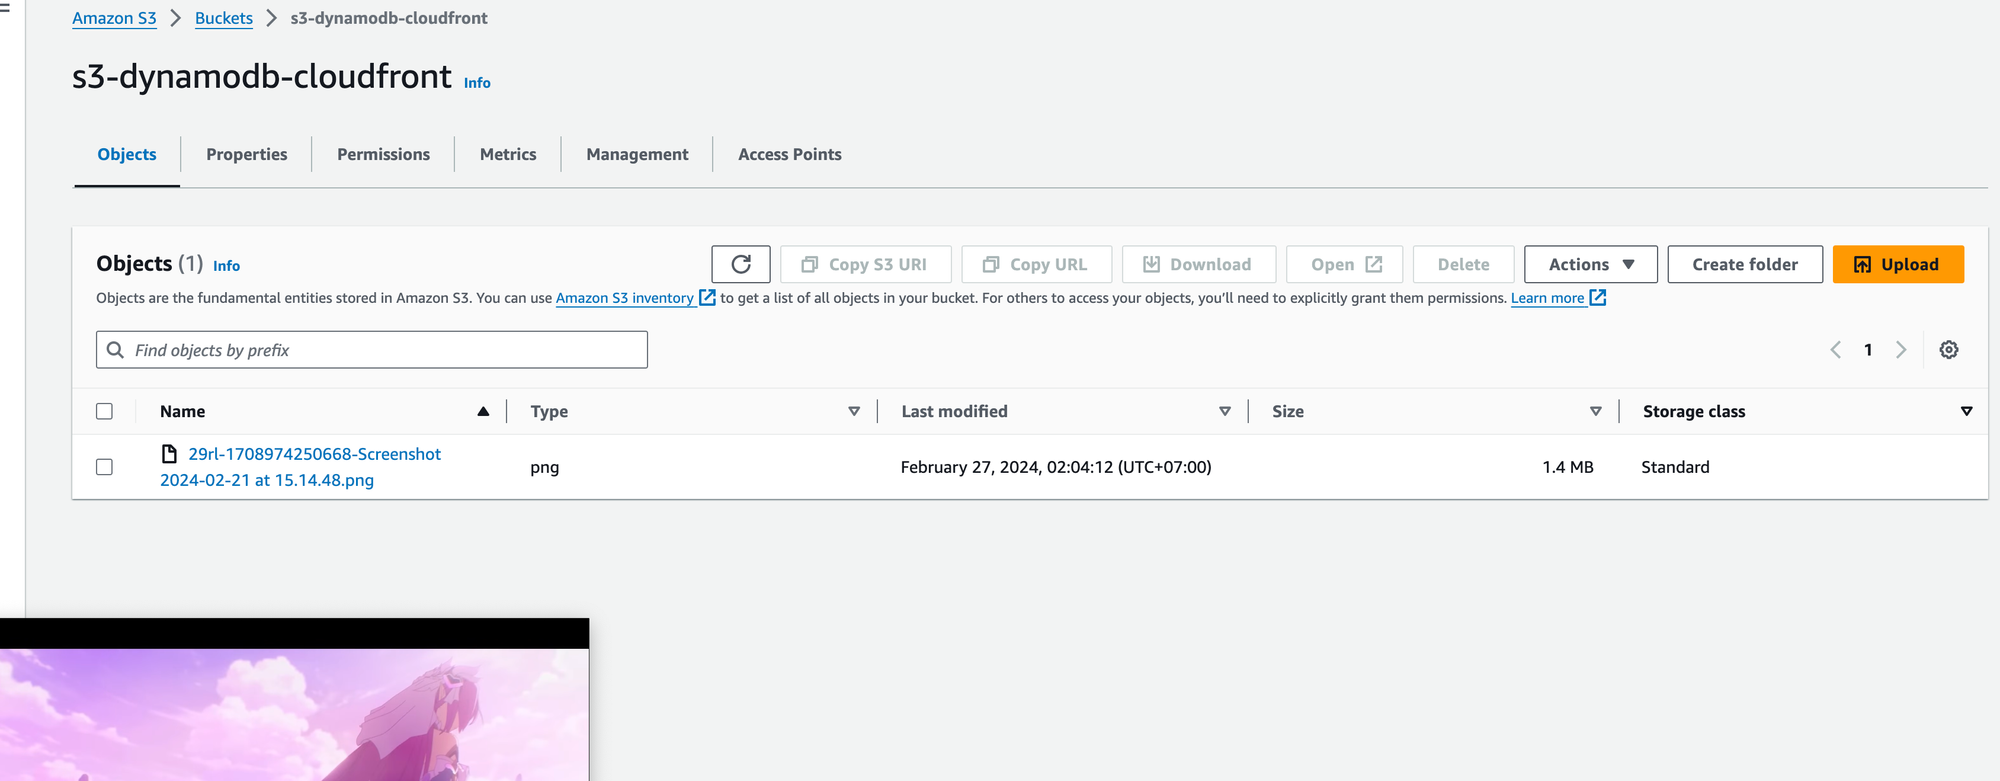 Amazon S3 > Buckets > s3-dynamodb-cloudfront
s3-dynamodb-cloudfront Info
Objects Properties Permissions Metrics Management Access Points
Objects (1) Info
Copy S3 URI Copy URL Download Open Delete Actions Create folder Upload
Objects are the fundamental entities stored in Amazon S3. You can use Amazon S3 inventory to get a list of all objects in your bucket. For others to access your objects, you'll need to explicitly grant them permissions. Learn more
Find objects by prefix
1
Name Type Last modified Size Storage class
29rl-1708974250668-Screenshot
2024-02-21 at 15.14.48.png
png February 27, 2024, 02:04:12 (UTC+07:00) 1.4 MB Standard